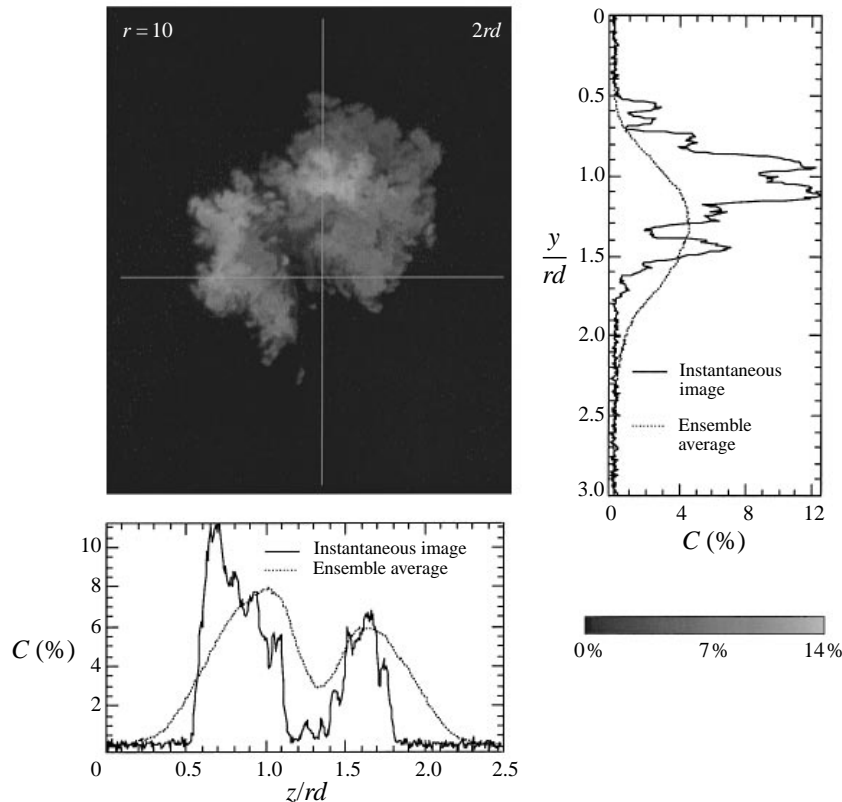 r = 10
2rd
0
0.5
1.0
1.5
2.0
2.5
3.0
y
rd
Instantaneous
image
Ensemble
average
0
4
8
12
C (%)
Instantaneous image
Ensemble average
10
8
6
4
2
C (%)
0
0.5
1.0
1.5
2.0
2.5
z/rd
0%
7%
14%